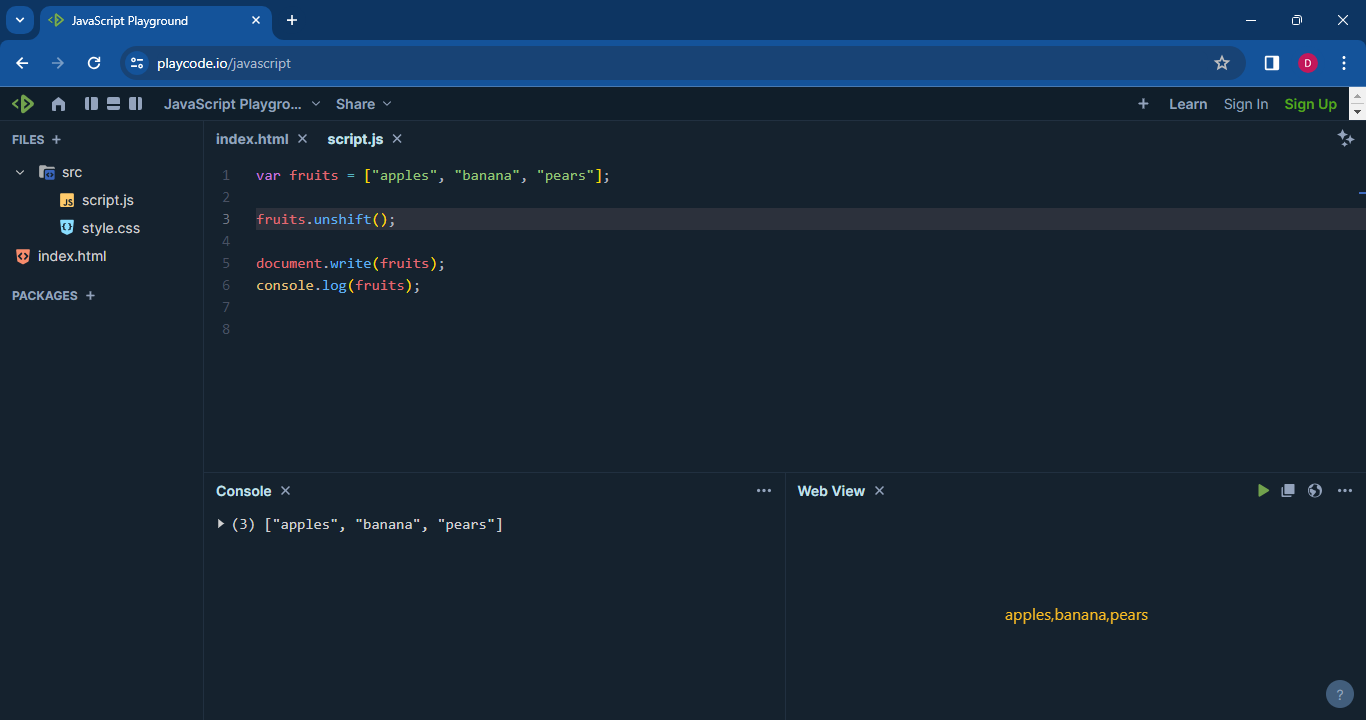 JavaScript Playground
playcode.io/javascript
D
JavaScript Playgro... Share
+ Learn Sign In Sign Up
FILES +
src
JS script.js
style.css
index.html
PACKAGES +
index.html script.js
1 var fruits = ["apples", "banana", "pears"];
2
3 fruits.unshift();
4
5 document.write(fruits);
6 console.log(fruits);
7
8
Console
(3) ["apples", "banana", "pears"]
Web View
apples,banana,pears
?